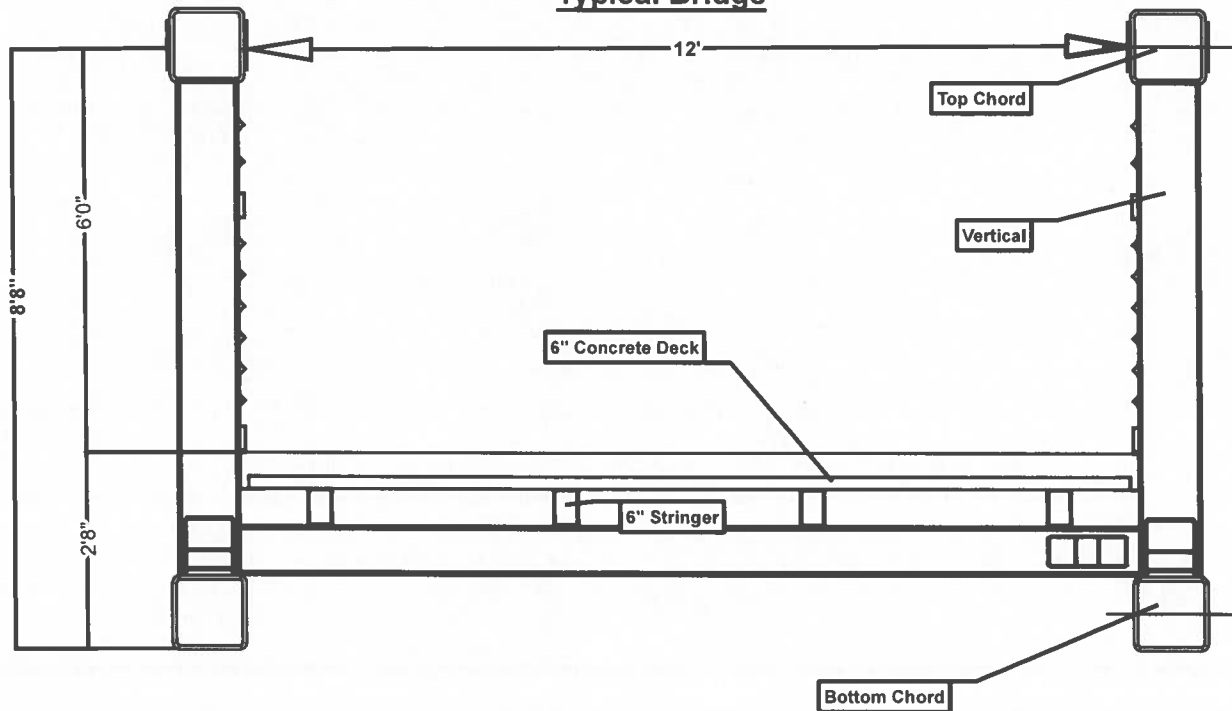 Typical Bridge
12'
Top Chord
6'0"
Vertical
8'8"
6" Concrete Deck
6" Stringer
2'8"
Bottom Chord